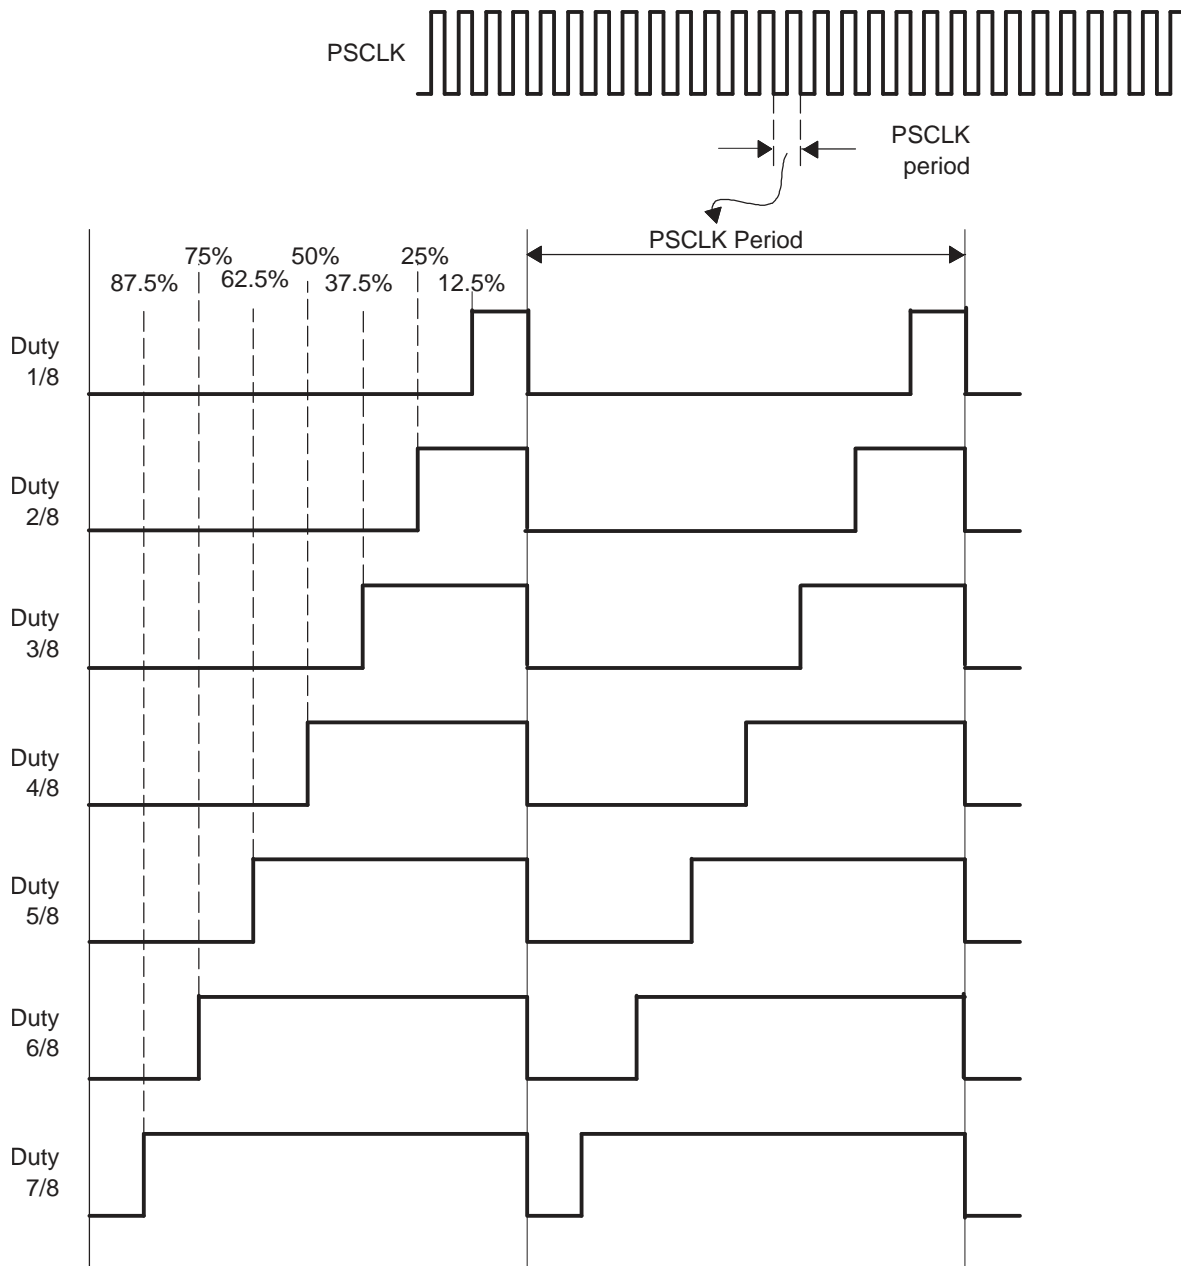 PSCLK
PSCLK
period
PSCLK Period
75%
50%
25%
87.5%
62.5%
37.5%
12.5%
Duty
1/8
Duty
2/8
Duty
3/8
Duty
4/8
Duty
5/8
Duty
6/8
Duty
7/8